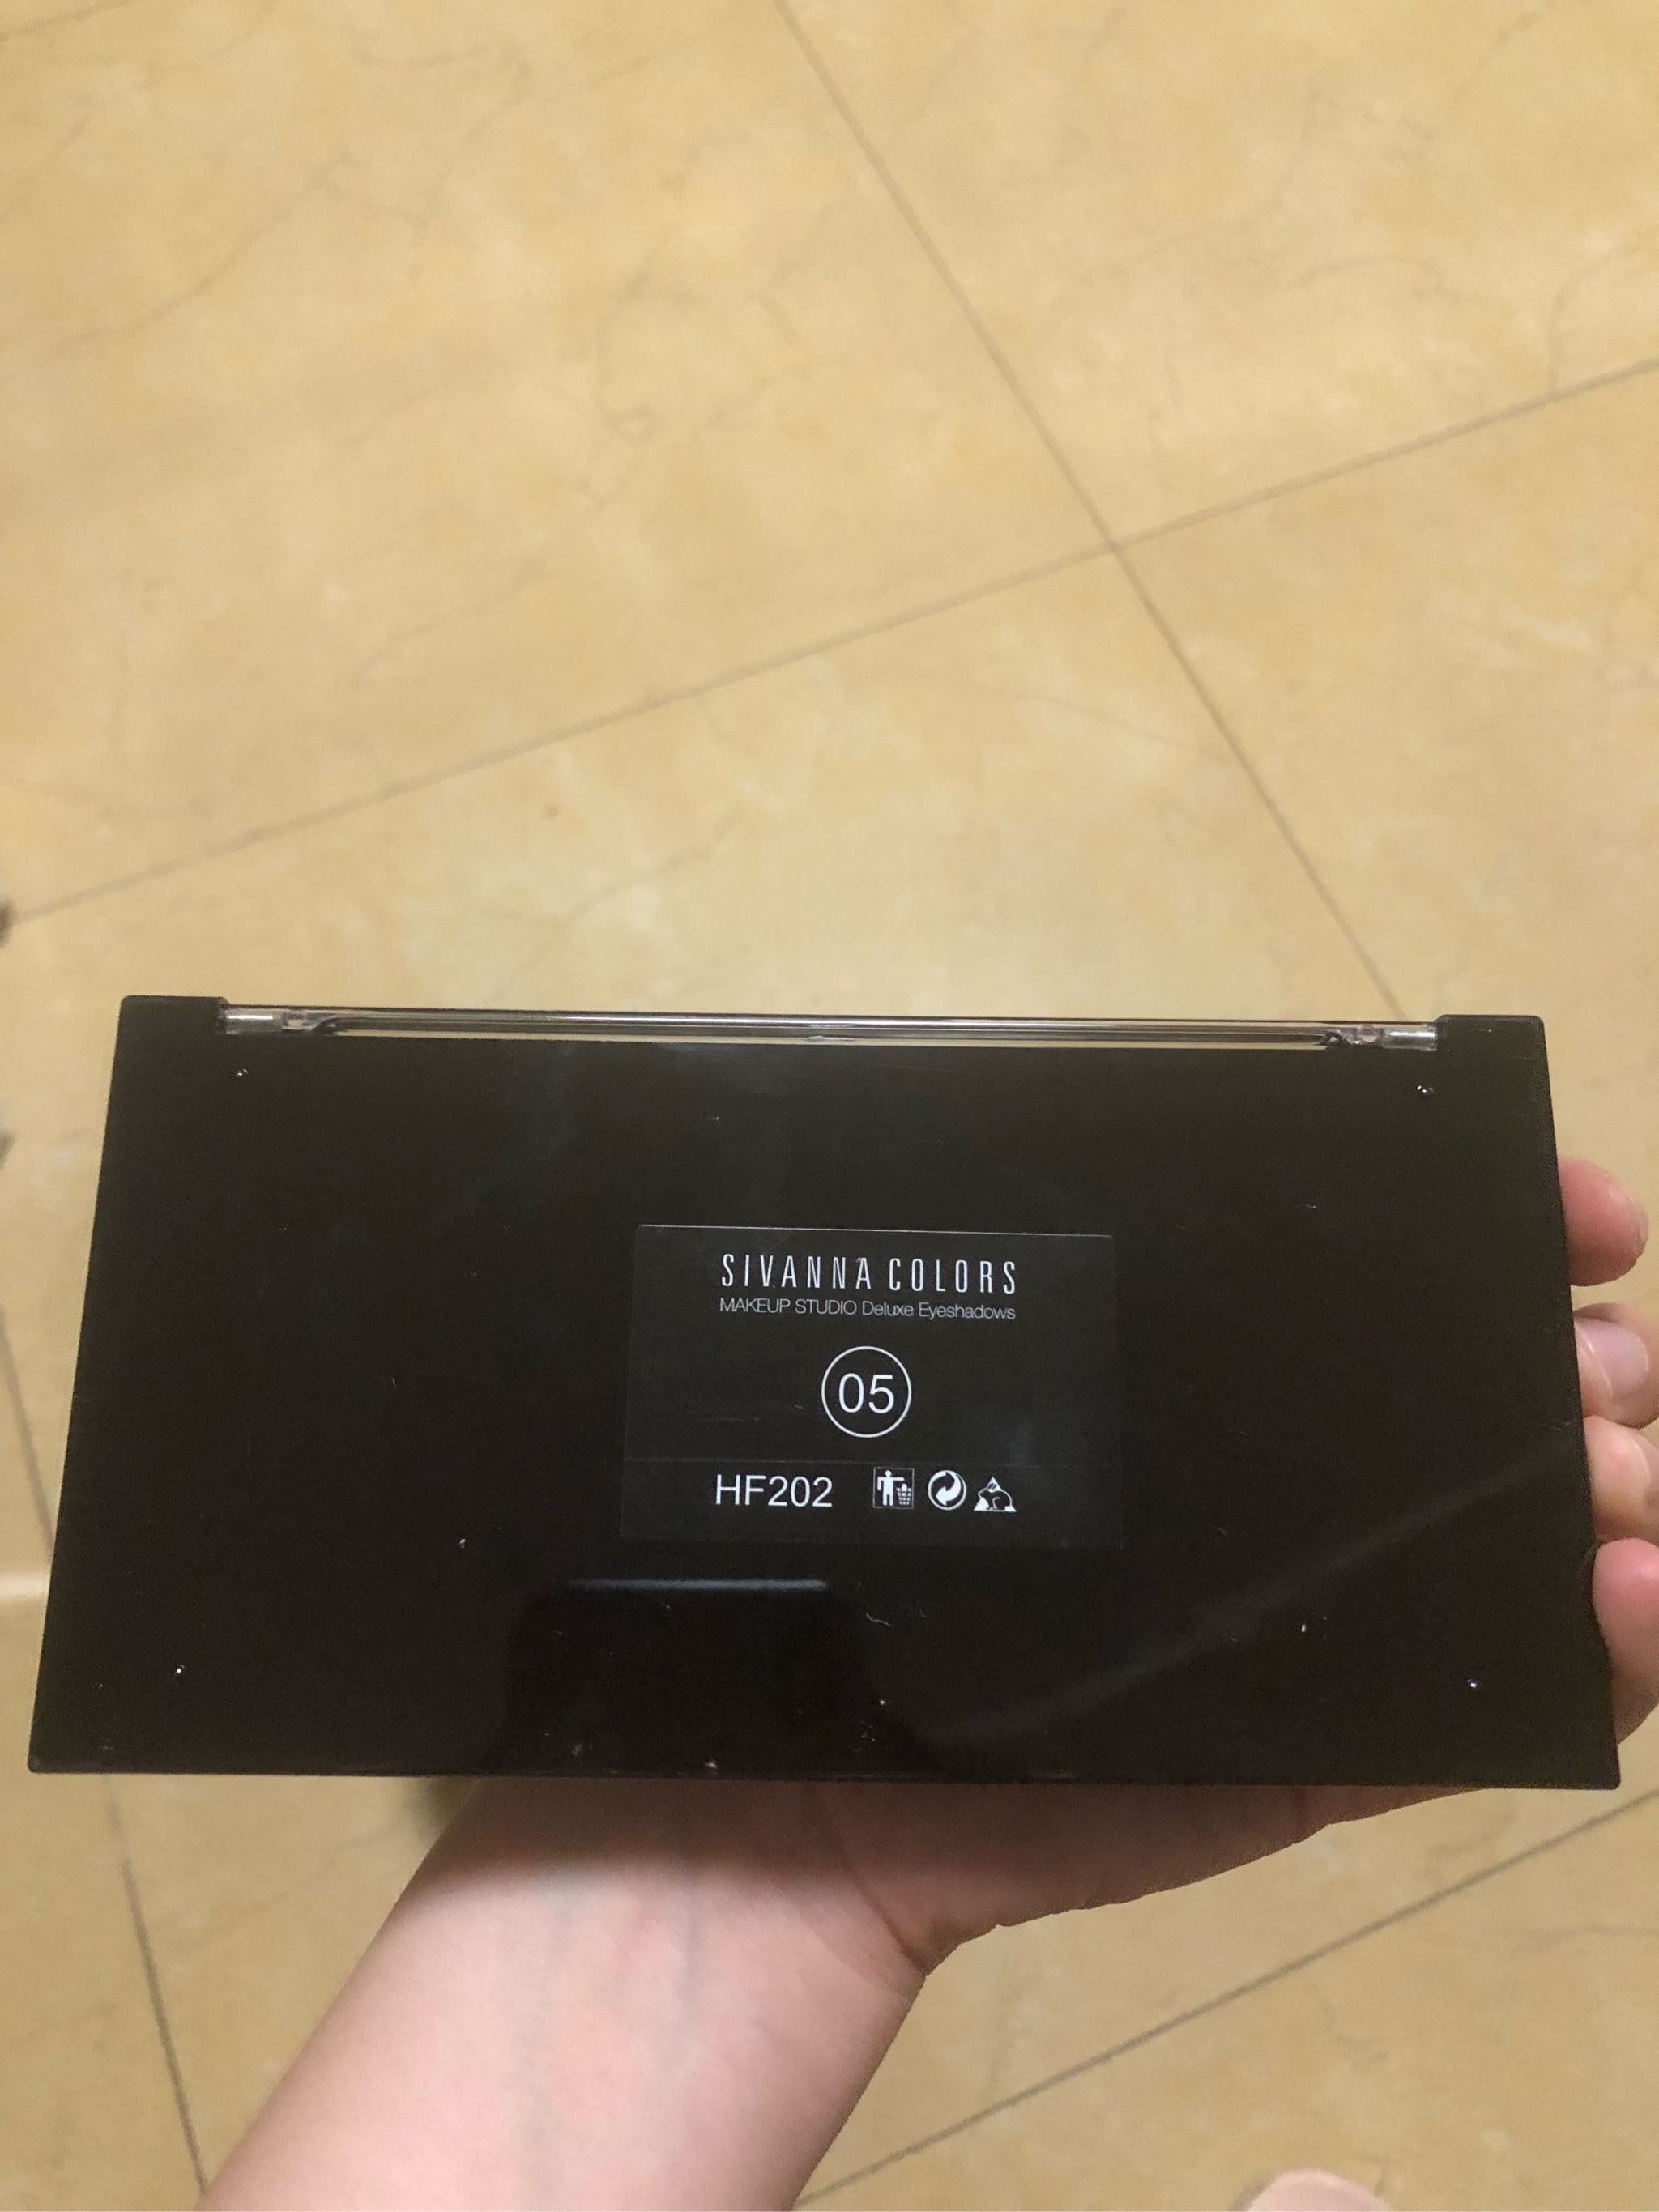 SIVANNA COLORS
MAKEUP STUDIO Deluxe Eyeshadows
05
HF202